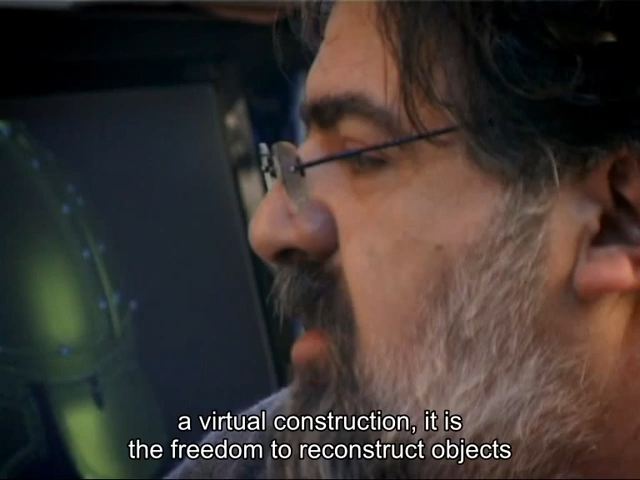 a virtual construction, it is
the freedom to reconstruct objects